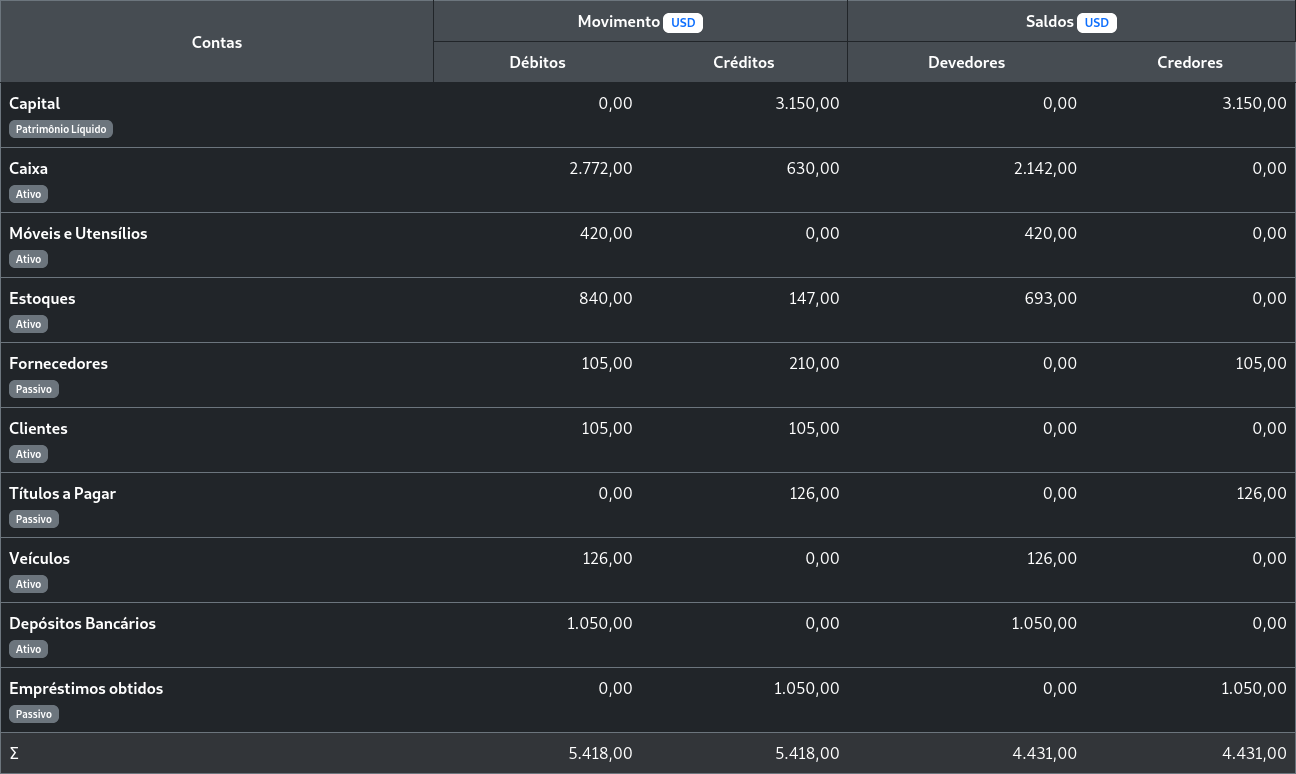 Contas Movimento USD Saldos USD
Débitos Créditos Devedores Credores
Capital 0,00 3.150,00 0,00 3.150,00
Patrimônio Líquido
Caixa 2.772,00 630,00 2.142,00 0,00
Ativo
Móveis e Utensílios 420,00 0,00 420,00 0,00
Ativo
Estoques 840,00 147,00 693,00 0,00
Ativo
Fornecedores 105,00 210,00 0,00 105,00
Passivo
Clientes 105,00 105,00 0,00 0,00
Ativo
Títulos a Pagar 0,00 126,00 0,00 126,00
Passivo
Veículos 126,00 0,00 126,00 0,00
Ativo
Depósitos Bancários 1.050,00 0,00 1.050,00 0,00
Ativo
Empréstimos obtidos 0,00 1.050,00 0,00 1.050,00
Passivo
Σ 5.418,00 5.418,00 4.431,00 4.431,00